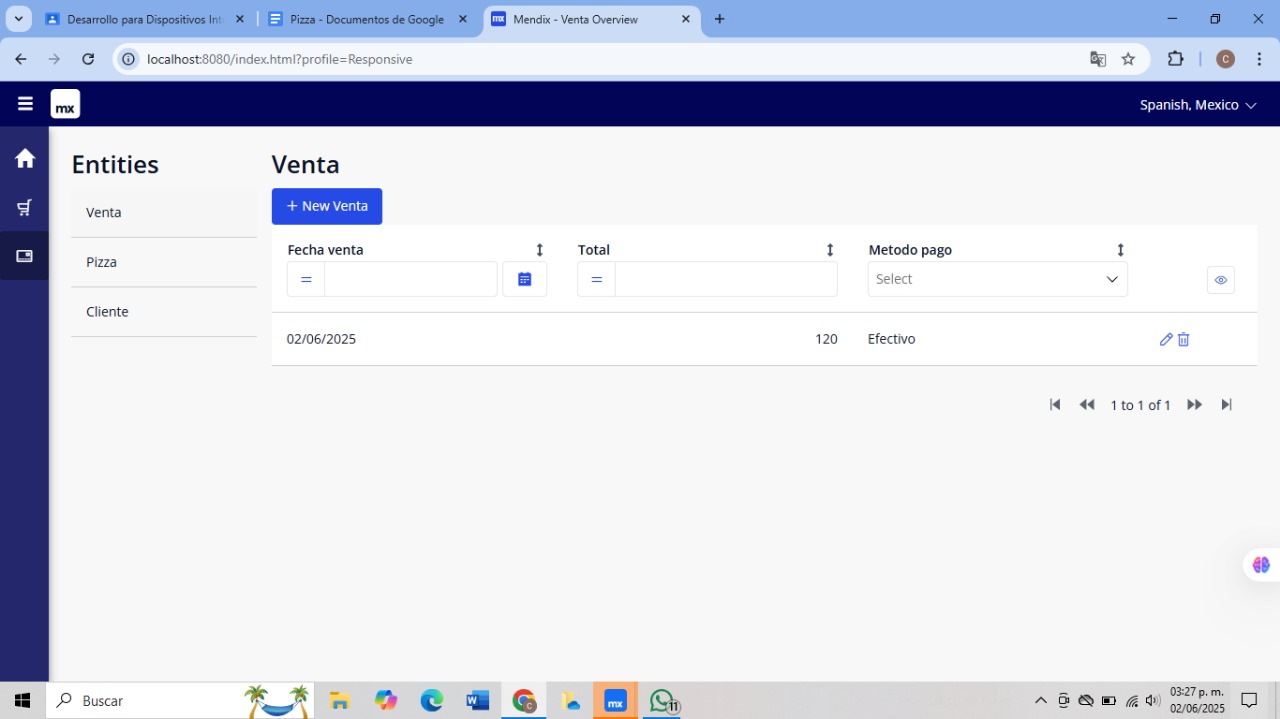 Desarrollo para Dispositivos Int
Pizza - Documentos de Google
mx Mendix - Venta Overview
localhost:8080/index.html?profile=Responsive
C
mx
Spanish, Mexico
Entities
Venta
Pizza
Cliente
Venta
+ New Venta
Fecha venta
Total
Metodo pago
=
=
Select
02/06/2025
120
Efectivo
1 to 1 of 1
Buscar
W
C
mx
11
03:27 p. m.
02/06/2025